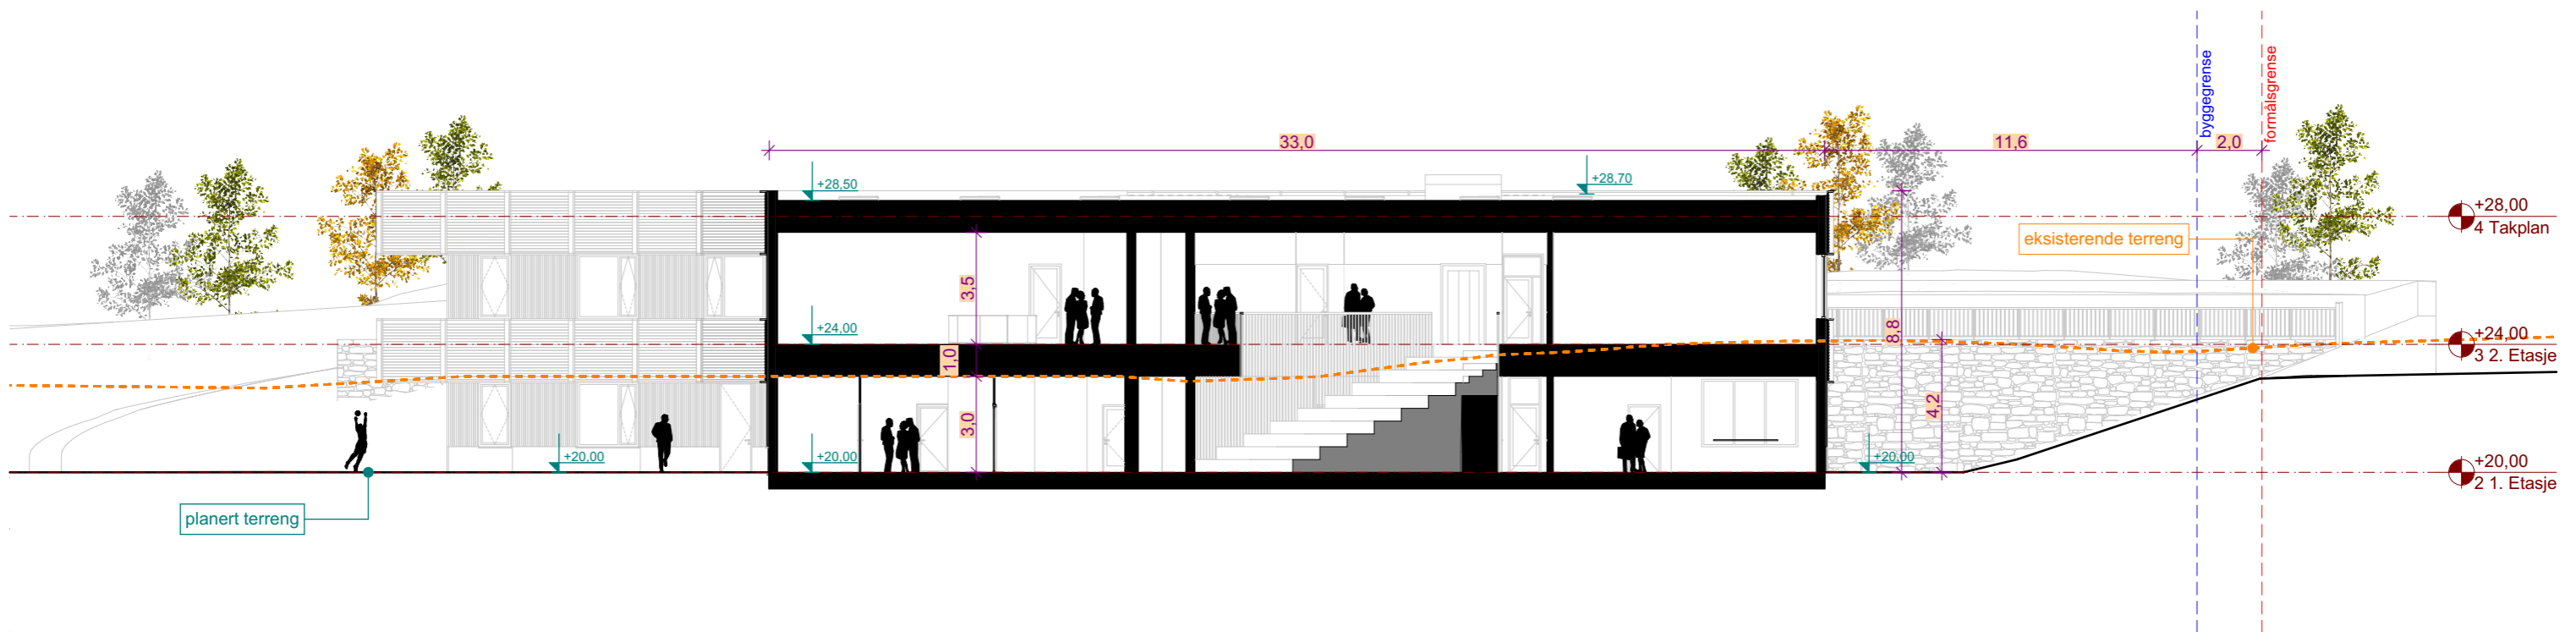 byggegrense
formålsgrense
33,0
11,6
2,0
+28,50
+28,70
+28,00
4 Takplan
eksisterende terreng
3,5
8,8
+24,00
+24,00
3 2. Etasje
1,0
4,2
3,0
+20,00
+20,00
+20,00
+20,00
2 1. Etasje
planert terreng